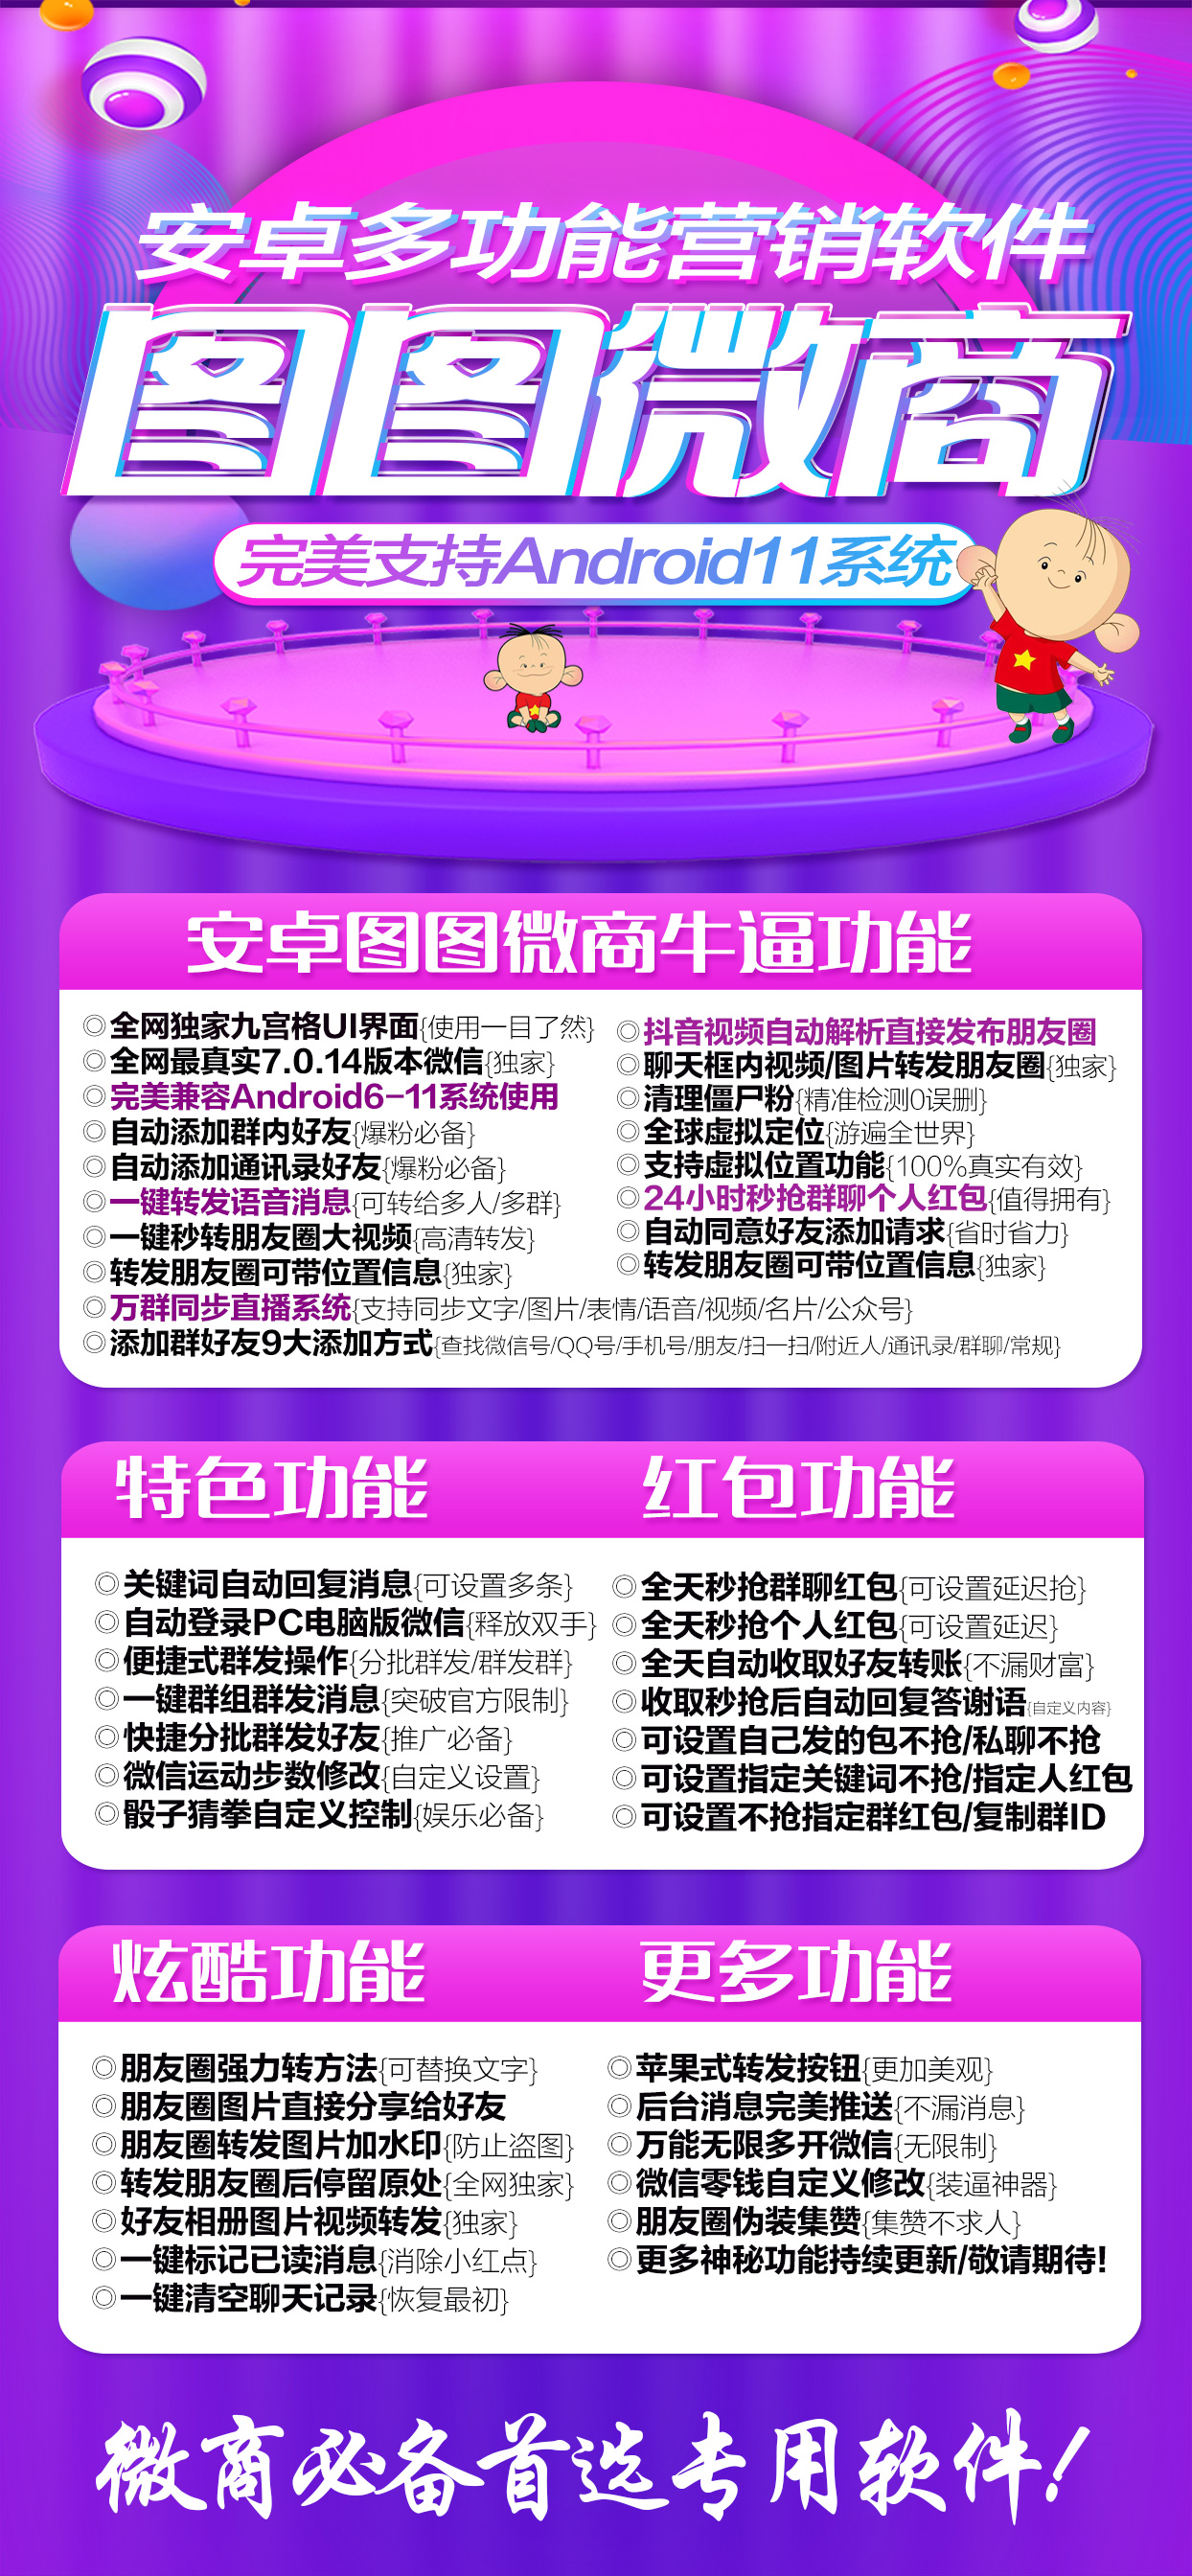 安卓多功能营销软件
图图微商
完美支持Android11系统
安卓图图微商牛逼功能
◎全网独家九宫格UI界面{使用一目了然}
◎全网最真实7.0.14版本微信{独家}
◎完美兼容Android6-11系统使用
◎自动添加群内好友{爆粉必备}
◎自动添加通讯录好友{爆粉必备}
◎一键转发语音消息{可转给多人/多群}
◎一键秒转朋友圈大视频{高清转发}
◎转发朋友圈可带位置信息{独家}
◎抖音视频自动解析直接发布朋友圈
◎聊天框内视频/图片转发朋友圈{独家}
◎清理僵尸粉{精准检测0误删}
◎全球虚拟定位{游遍全世界}
◎支持虚拟位置功能{100%真实有效}
◎24小时秒抢群聊个人红包{值得拥有}
◎自动同意好友添加请求{省时省力}
◎转发朋友圈可带位置信息{独家}
◎万群同步直播系统{支持同步文字/图片/表情/语音/视频/名片/公众号}
◎添加群好友9大添加方式{查找微信号/QQ号/手机号/朋友/扫一扫/附近人/通讯录/群聊/常规}
特色功能
◎关键词自动回复消息{可设置多条}
◎自动登录PC电脑版微信{释放双手}
◎便捷式群发操作{分批群发/群发群}
◎一键群组群发消息{突破官方限制}
◎快捷分批群发好友{推广必备}
◎微信运动步数修改{自定义设置}
◎骰子猜拳自定义控制{娱乐必备}
红包功能
◎全天秒抢群聊红包{可设置延迟抢}
◎全天秒抢个人红包{可设置延迟}
◎全天自动收取好友转账{不漏财富}
◎收取秒抢后自动回复答谢语{自定义内容}
◎可设置自己发的包不抢/私聊不抢
◎可设置指定关键词不抢/指定人红包
◎可设置不抢指定群红包/复制群ID
炫酷功能
◎朋友圈强力转方法{可替换文字}
◎朋友圈图片直接分享给好友
◎朋友圈转发图片加水印{防止盗图}
◎转发朋友圈后停留原处{全网独家}
◎好友相册图片视频转发{独家}
◎一键标记已读消息{消除小红点}
◎一键清空聊天记录{恢复最初}
更多功能
◎苹果式转发按钮{更加美观}
◎后台消息完美推送{不漏消息}
◎万能无限多开微信{无限制}
◎微信零钱自定义修改{装逼神器}
◎朋友圈伪装集赞{集赞不求人}
◎更多神秘功能持续更新/敬请期待!
微商必备首选专用软件!